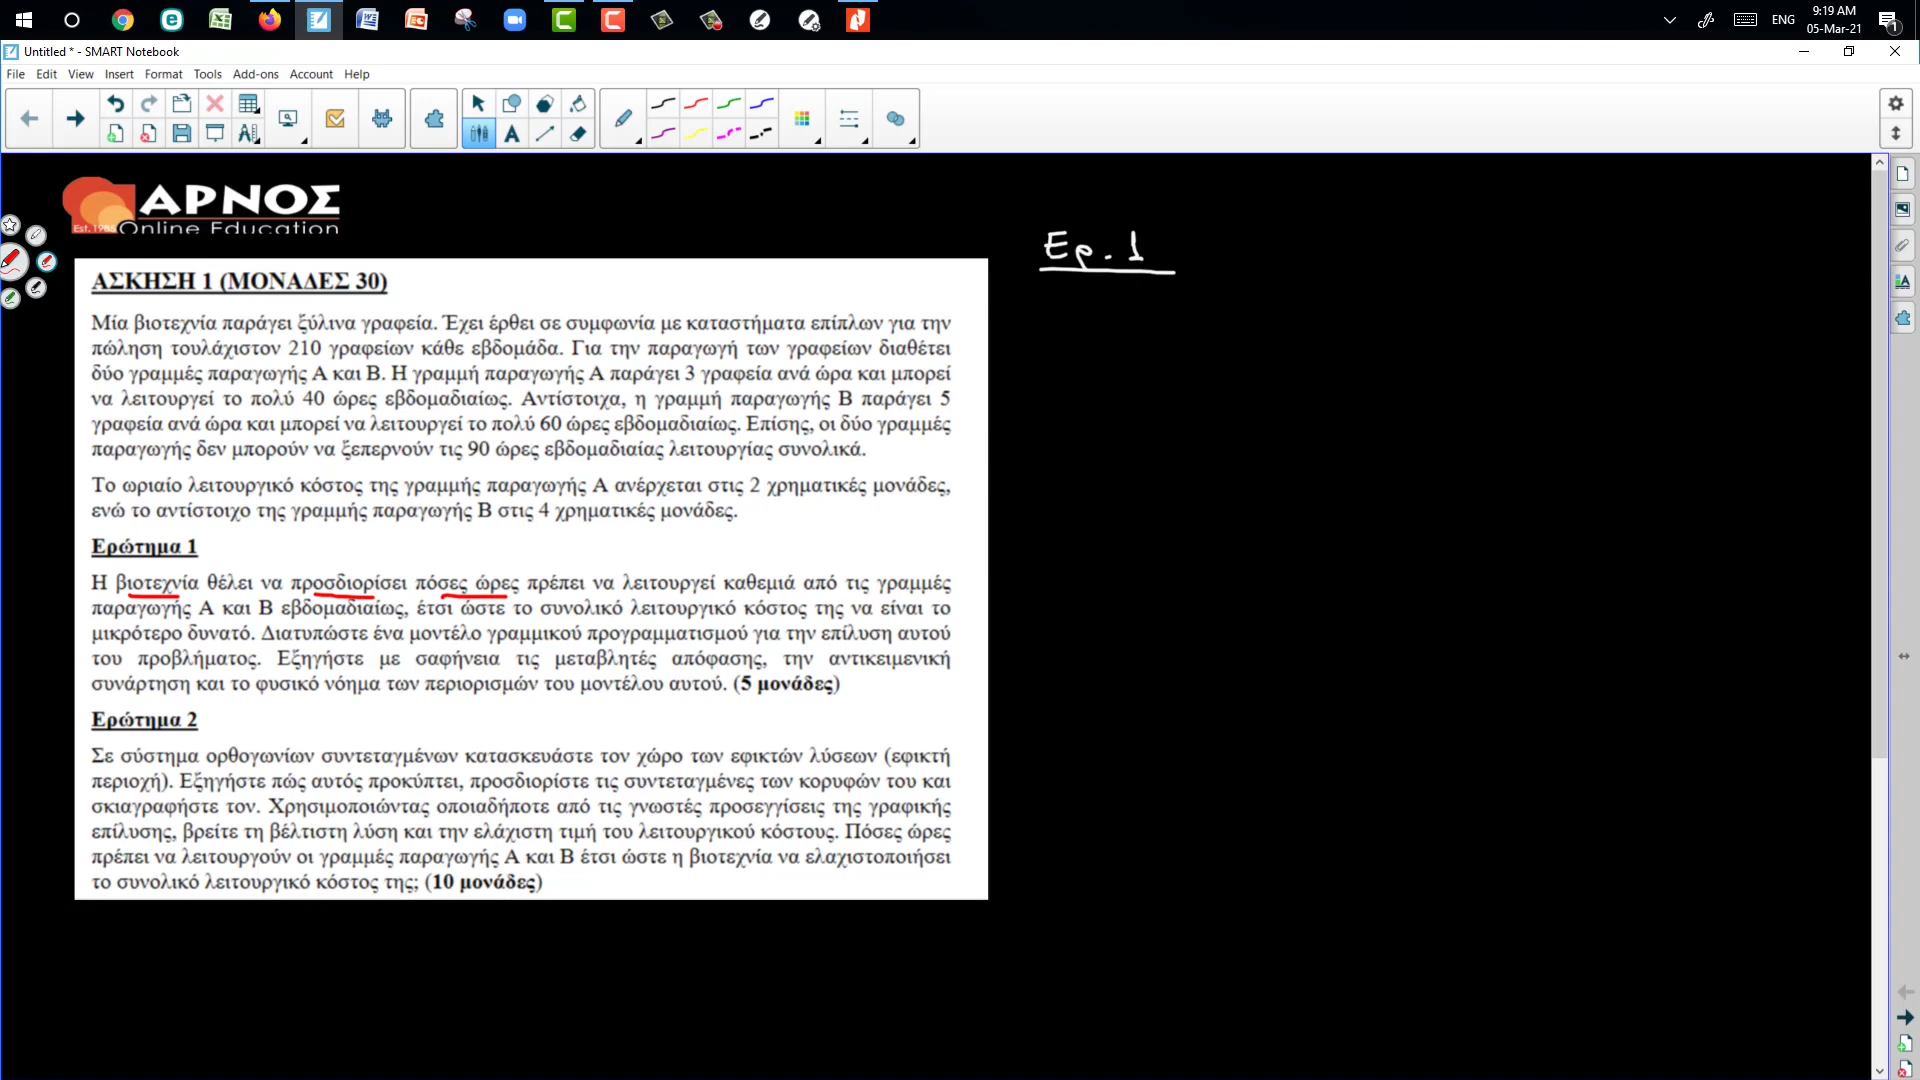 9:19 AM
ENG
05-Mar-21
1
Untitled * - SMART Notebook
File Edit View Insert Format Tools Add-ons Account Help
ΑΡΝΟΣ
Est. 1985 Online Education
Ερ. 1
ΑΣΚΗΣΗ 1 (ΜΟΝΑΔΕΣ 30)
Μία βιοτεχνία παράγει ξύλινα γραφεία. Έχει έρθει σε συμφωνία με καταστήματα επίπλων για την
πώληση τουλάχιστον 210 γραφείων κάθε εβδομάδα. Για την παραγωγή των γραφείων διαθέτει
δύο γραμμές παραγωγής Α και Β. Η γραμμή παραγωγής Α παράγει 3 γραφεία ανά ώρα και μπορεί
να λειτουργεί το πολύ 40 ώρες εβδομαδιαίως. Αντίστοιχα, η γραμμή παραγωγής Β παράγει 5
γραφεία ανά ώρα και μπορεί να λειτουργεί το πολύ 60 ώρες εβδομαδιαίως. Επίσης, οι δύο γραμμές
παραγωγής δεν μπορούν να ξεπερνούν τις 90 ώρες εβδομαδιαίας λειτουργίας συνολικά.
Το ωριαίο λειτουργικό κόστος της γραμμής παραγωγής Α ανέρχεται στις 2 χρηματικές μονάδες,
ενώ το αντίστοιχο της γραμμής παραγωγής Β στις 4 χρηματικές μονάδες.
Ερώτημα 1
Η βιοτεχνία θέλει να προσδιορίσει πόσες ώρες πρέπει να λειτουργεί καθεμιά από τις γραμμές
παραγωγής Α και Β εβδομαδιαίως, έτσι ώστε το συνολικό λειτουργικό κόστος της να είναι το
μικρότερο δυνατό. Διατυπώστε ένα μοντέλο γραμμικού προγραμματισμού για την επίλυση αυτού
του προβλήματος. Εξηγήστε με σαφήνεια τις μεταβλητές απόφασης, την αντικειμενική
συνάρτηση και το φυσικό νόημα των περιορισμών του μοντέλου αυτού. (5 μονάδες)
Ερώτημα 2
Σε σύστημα ορθογωνίων συντεταγμένων κατασκευάστε τον χώρο των εφικτών λύσεων (εφικτή
περιοχή). Εξηγήστε πώς αυτός προκύπτει, προσδιορίστε τις συντεταγμένες των κορυφών του και
σκιαγραφήστε τον. Χρησιμοποιώντας οποιαδήποτε από τις γνωστές προσεγγίσεις της γραφικής
επίλυσης, βρείτε τη βέλτιστη λύση και την ελάχιστη τιμή του λειτουργικού κόστους. Πόσες ώρες
πρέπει να λειτουργούν οι γραμμές παραγωγής Α και Β έτσι ώστε η βιοτεχνία να ελαχιστοποιήσει
το συνολικό λειτουργικό κόστος της; (10 μονάδες)